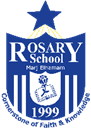 ROSARY
School
Marj Elhamam
1999
Cornerstone of Faith & Knowledge